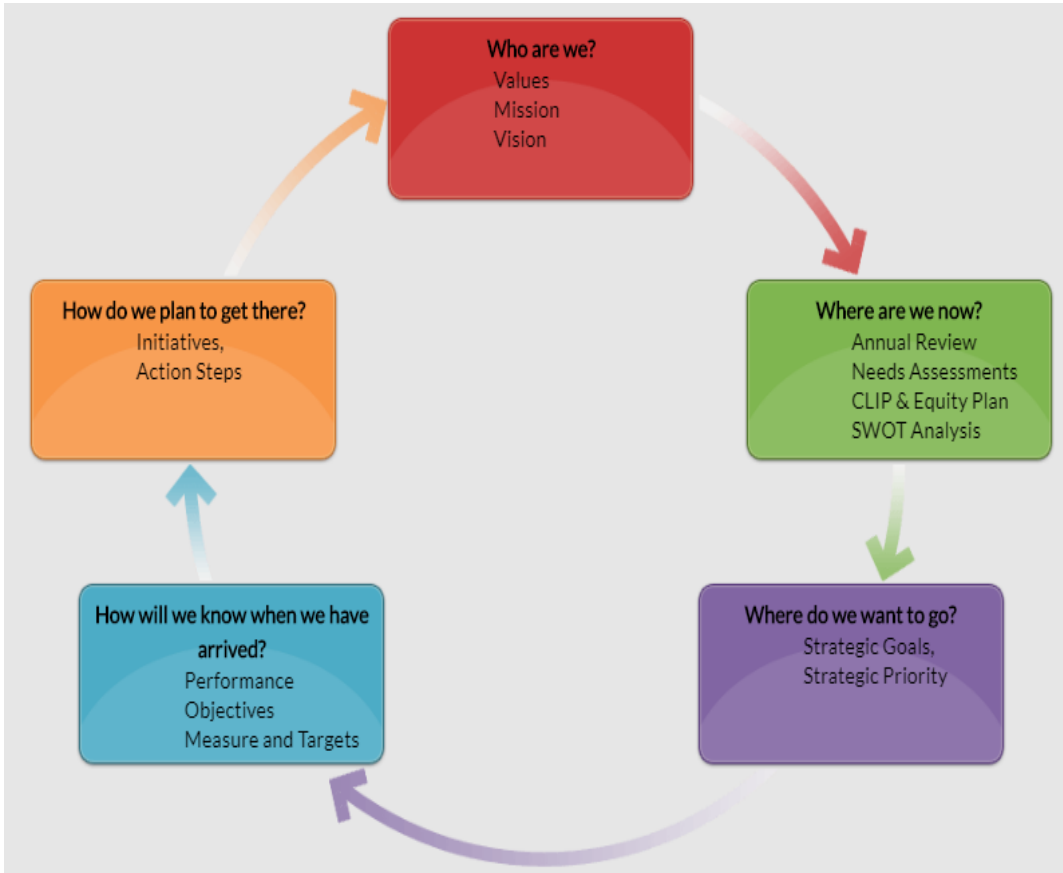 Who are we?
Values
Mission
Vision
Where are we now?
Annual Review
Needs Assessments
CLIP & Equity Plan
SWOT Analysis
Where do we want to go?
Strategic Goals,
Strategic Priority
How will we know when we have
arrived?
Performance
Objectives
Measure and Targets
How do we plan to get there?
Initiatives,
Action Steps